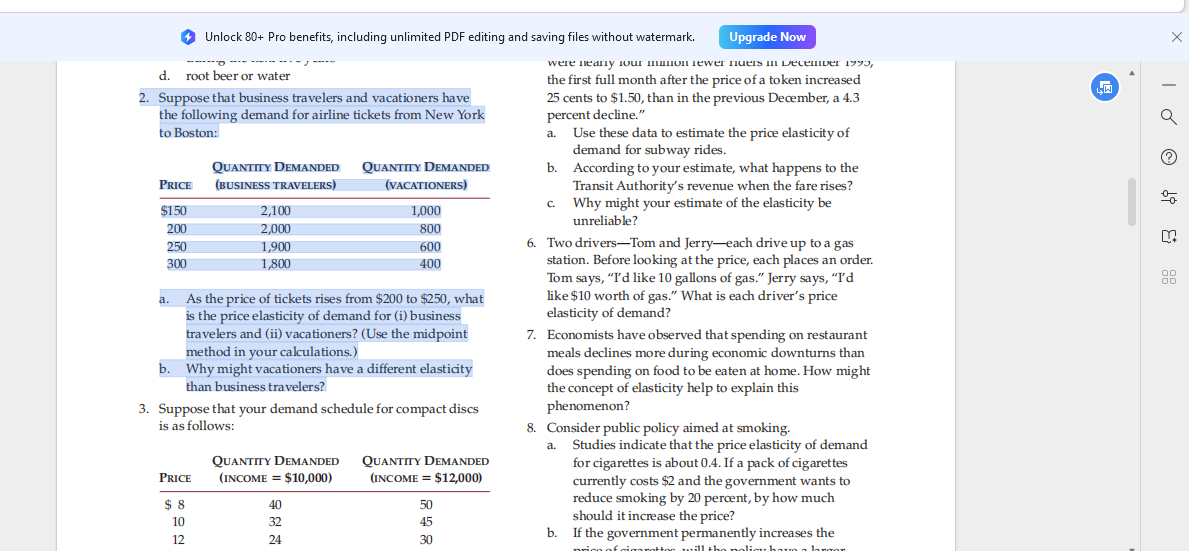 Unlock 80+ Pro benefits, including unlimited PDF editing and saving files without watermark. Upgrade Now
d. root beer or water
2. Suppose that business travelers and vacationers have
the following demand for airline tickets from New York
to Boston:
QUANTITY DEMANDED QUANTITY DEMANDED
PRICE (BUSINESS TRAVELERS) (VACATIONERS)
$150 2,100 1,000
200 2,000 800
250 1,900 600
300 1,800 400
a. As the price of tickets rises from $200 to $250, what
is the price elasticity of demand for (i) business
travelers and (ii) vacationers? (Use the midpoint
method in your calculations.)
b. Why might vacationers have a different elasticity
than business travelers?
3. Suppose that your demand schedule for compact discs
is as follows:
QUANTITY DEMANDED QUANTITY DEMANDED
PRICE (INCOME = $10,000) (INCOME = $12,000)
$ 8 40 50
10 32 45
12 24 30
were nearly four million fewer riders in December 1995,
the first full month after the price of a token increased
25 cents to $1.50, than in the previous December, a 4.3
percent decline.”
a. Use these data to estimate the price elasticity of
demand for subway rides.
b. According to your estimate, what happens to the
Transit Authority’s revenue when the fare rises?
c. Why might your estimate of the elasticity be
unreliable?
6. Two drivers—Tom and Jerry—each drive up to a gas
station. Before looking at the price, each places an order.
Tom says, “I’d like 10 gallons of gas.” Jerry says, “I’d
like $10 worth of gas.” What is each driver’s price
elasticity of demand?
7. Economists have observed that spending on restaurant
meals declines more during economic downturns than
does spending on food to be eaten at home. How might
the concept of elasticity help to explain this
phenomenon?
8. Consider public policy aimed at smoking.
a. Studies indicate that the price elasticity of demand
for cigarettes is about 0.4. If a pack of cigarettes
currently costs $2 and the government wants to
reduce smoking by 20 percent, by how much
should it increase the price?
b. If the government permanently increases the
price of cigarettes, will the policy have a larger